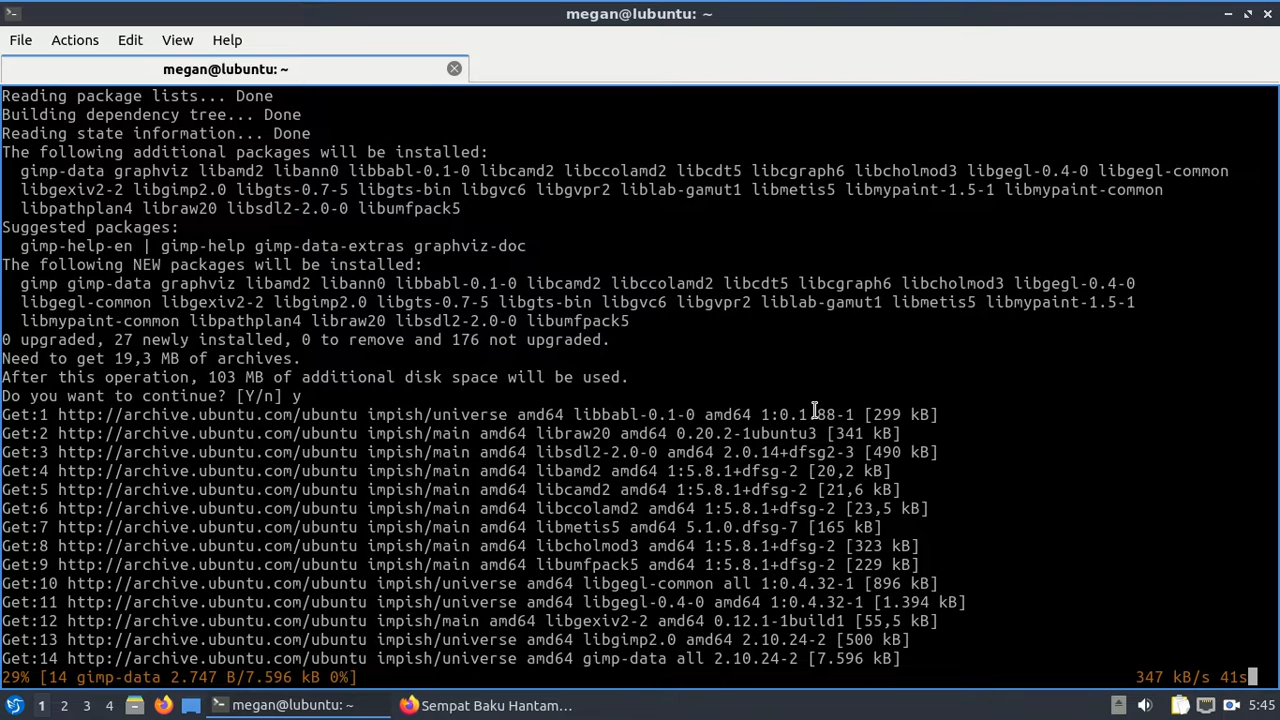 megan@lubuntu: ~
File Actions Edit View Help
megan@lubuntu: ~
Reading package lists... Done
Building dependency tree... Done
Reading state information... Done
The following additional packages will be installed:
  gimp-data graphviz libamd2 libann0 libbabl-0.1-0 libcamd2 libccolamd2 libcdt5 libcgraph6 libcholmod3 libgegl-0.4-0 libgegl-common
  libgexiv2-2 libgimp2.0 libgts-0.7-5 libgts-bin libgvc6 libgvpr2 liblab-gamut1 libmetis5 libmypaint-1.5-1 libmypaint-common
  libpathplan4 libraw20 libsdl2-2.0-0 libumfpack5
Suggested packages:
  gimp-help-en | gimp-help gimp-data-extras graphviz-doc
The following NEW packages will be installed:
  gimp gimp-data graphviz libamd2 libann0 libbabl-0.1-0 libcamd2 libccolamd2 libcdt5 libcgraph6 libcholmod3 libgegl-0.4-0
  libgegl-common libgexiv2-2 libgimp2.0 libgts-0.7-5 libgts-bin libgvc6 libgvpr2 liblab-gamut1 libmetis5 libmypaint-1.5-1
  libmypaint-common libpathplan4 libraw20 libsdl2-2.0-0 libumfpack5
0 upgraded, 27 newly installed, 0 to remove and 176 not upgraded.
Need to get 19,3 MB of archives.
After this operation, 103 MB of additional disk space will be used.
Do you want to continue? [Y/n] y
Get:1 http://archive.ubuntu.com/ubuntu impish/universe amd64 libbabl-0.1-0 amd64 1:0.1.88-1 [299 kB]
Get:2 http://archive.ubuntu.com/ubuntu impish/main amd64 libraw20 amd64 0.20.2-1ubuntu3 [341 kB]
Get:3 http://archive.ubuntu.com/ubuntu impish/main amd64 libsdl2-2.0-0 amd64 2.0.14+dfsg2-3 [490 kB]
Get:4 http://archive.ubuntu.com/ubuntu impish/main amd64 libamd2 amd64 1:5.8.1+dfsg-2 [20,2 kB]
Get:5 http://archive.ubuntu.com/ubuntu impish/main amd64 libcamd2 amd64 1:5.8.1+dfsg-2 [21,6 kB]
Get:6 http://archive.ubuntu.com/ubuntu impish/main amd64 libccolamd2 amd64 1:5.8.1+dfsg-2 [23,5 kB]
Get:7 http://archive.ubuntu.com/ubuntu impish/main amd64 libmetis5 amd64 5.1.0.dfsg-7 [165 kB]
Get:8 http://archive.ubuntu.com/ubuntu impish/main amd64 libcholmod3 amd64 1:5.8.1+dfsg-2 [323 kB]
Get:9 http://archive.ubuntu.com/ubuntu impish/main amd64 libumfpack5 amd64 1:5.8.1+dfsg-2 [229 kB]
Get:10 http://archive.ubuntu.com/ubuntu impish/universe amd64 libgegl-common all 1:0.4.32-1 [896 kB]
Get:11 http://archive.ubuntu.com/ubuntu impish/universe amd64 libgegl-0.4-0 amd64 1:0.4.32-1 [1.394 kB]
Get:12 http://archive.ubuntu.com/ubuntu impish/main amd64 libgexiv2-2 amd64 0.12.1-1build1 [55,5 kB]
Get:13 http://archive.ubuntu.com/ubuntu impish/universe amd64 libgimp2.0 amd64 2.10.24-2 [500 kB]
Get:14 http://archive.ubuntu.com/ubuntu impish/universe amd64 gimp-data all 2.10.24-2 [7.596 kB]
29% [14 gimp-data 2.747 B/7.596 kB 0%] 347 kB/s 41s
1 2 3 4 megan@lubuntu: ~ Sempat Baku Hantam… 5:45